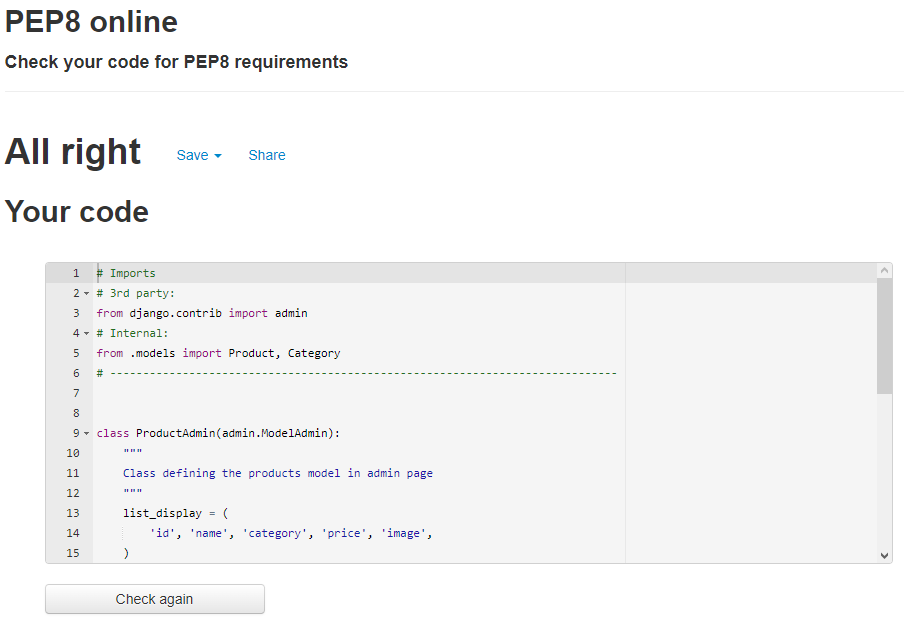 PEP8 online
Check your code for PEP8 requirements
All right Save Share
Your code
1 # Imports
2 # 3rd party:
3 from django.contrib import admin
4 # Internal:
5 from .models import Product, Category
6 # -----------------------------------------------------------------------------
7
8
9 class ProductAdmin(admin.ModelAdmin):
10 """
11 Class defining the products model in admin page
12 """
13 list_display = (
14 'id', 'name', 'category', 'price', 'image',
15 )
Check again